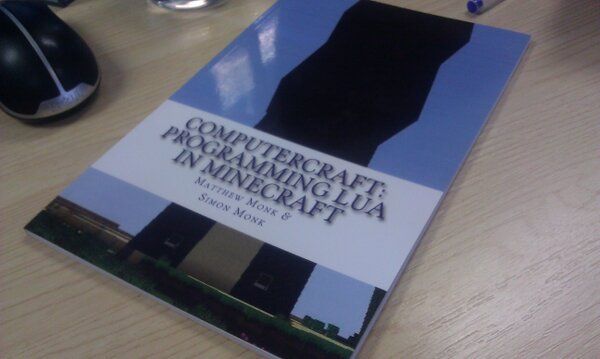 COMPUTERCRAFT:
PROGRAMMING LUA
IN MINECRAFT
MATTHEW MONK &
SIMON MONK